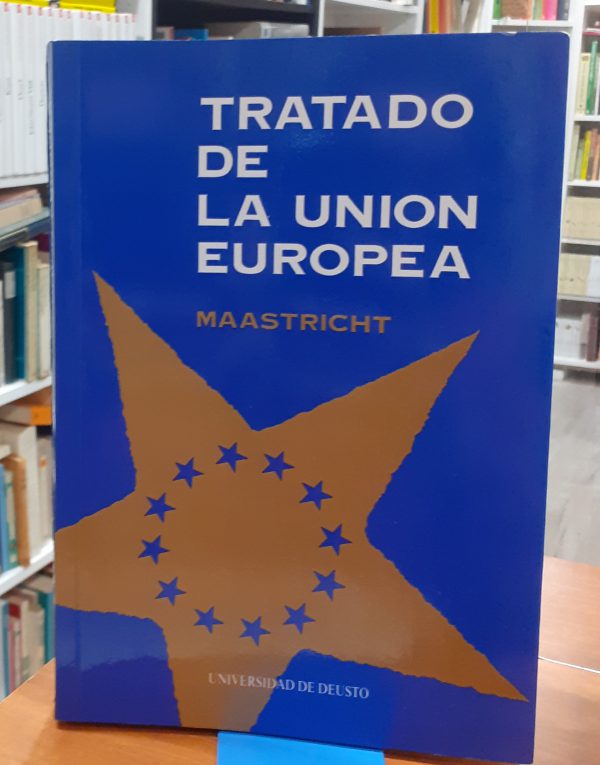 TRATADO
DE
LA UNION
EUROPEA
MAASTRICHT
UNIVERSIDAD DE DEUSTO